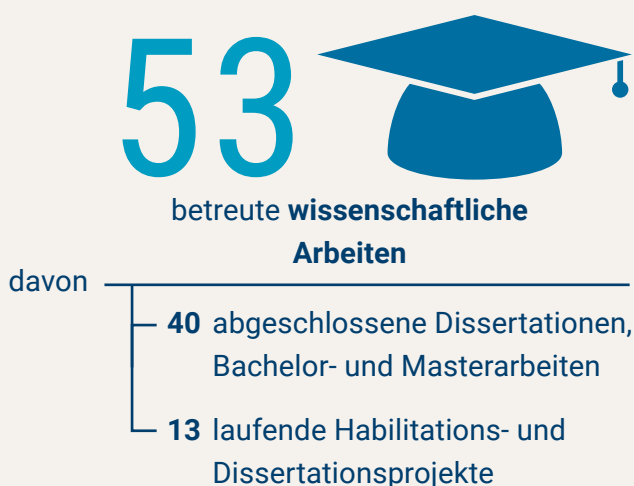 53
betreute wissenschaftliche
Arbeiten
davon
40 abgeschlossene Dissertationen,
Bachelor- und Masterarbeiten
13 laufende Habilitations- und
Dissertationsprojekte